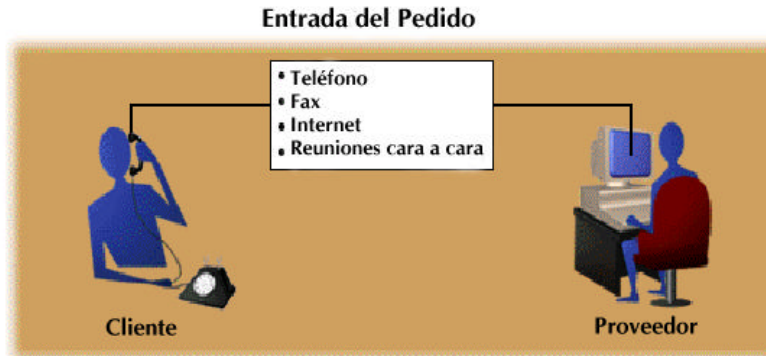 Entrada del Pedido
• Teléfono
• Fax
• Internet
• Reuniones cara a cara
Cliente
Proveedor